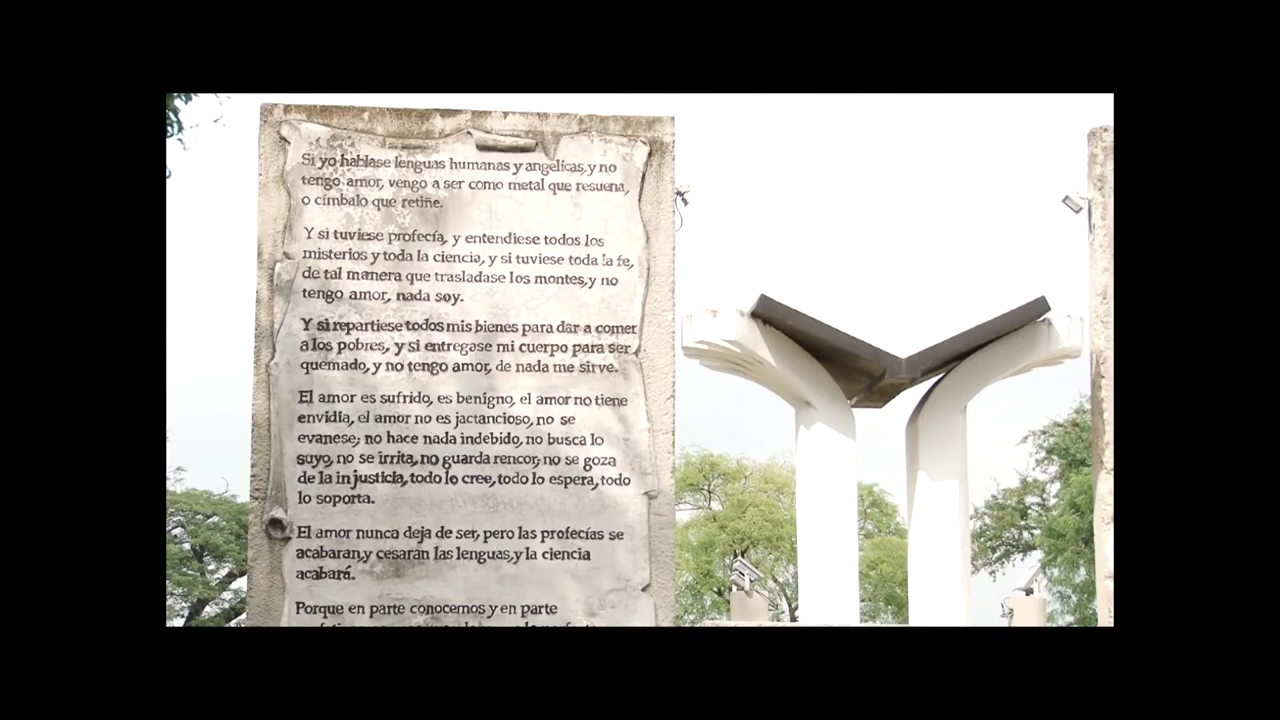 Si yo hablase lenguas humanas y angelicas, y no
tengo amor, vengo a ser como metal que resuena,
o címbalo que retiñe.
Y si tuviese profecía, y entendiese todos los
misterios y toda la ciencia, y si tuviese toda la fe,
de tal manera que trasladase los montes, y no
tengo amor, nada soy.
Y si repartiese todos mis bienes para dar a comer
a los pobres, y si entregase mi cuerpo para ser
quemado, y no tengo amor, de nada me sirve.
El amor es sufrido, es benigno, el amor no tiene
envidia, el amor no es jactancioso, no se
evanese; no hace nada indebido, no busca lo
suyo, no se irrita, no guarda rencor; no se goza
de la injusticia, todo lo cree, todo lo espera, todo
lo soporta.
El amor nunca deja de ser, pero las profecías se
acabaran, y cesarán las lenguas, y la ciencia
acabará.
Porque en parte conocemos y en parte